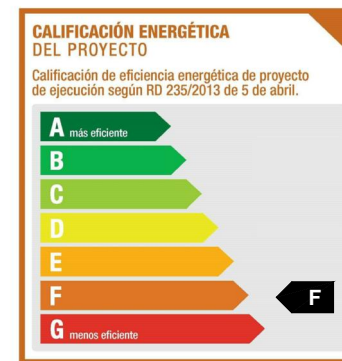 CALIFICACIÓN ENERGÉTICA
DEL PROYECTO
Calificación de eficiencia energética de proyecto
de ejecución según RD 235/2013 de 5 de abril.
A más eficiente
B
C
D
E
F F
G menos eficiente